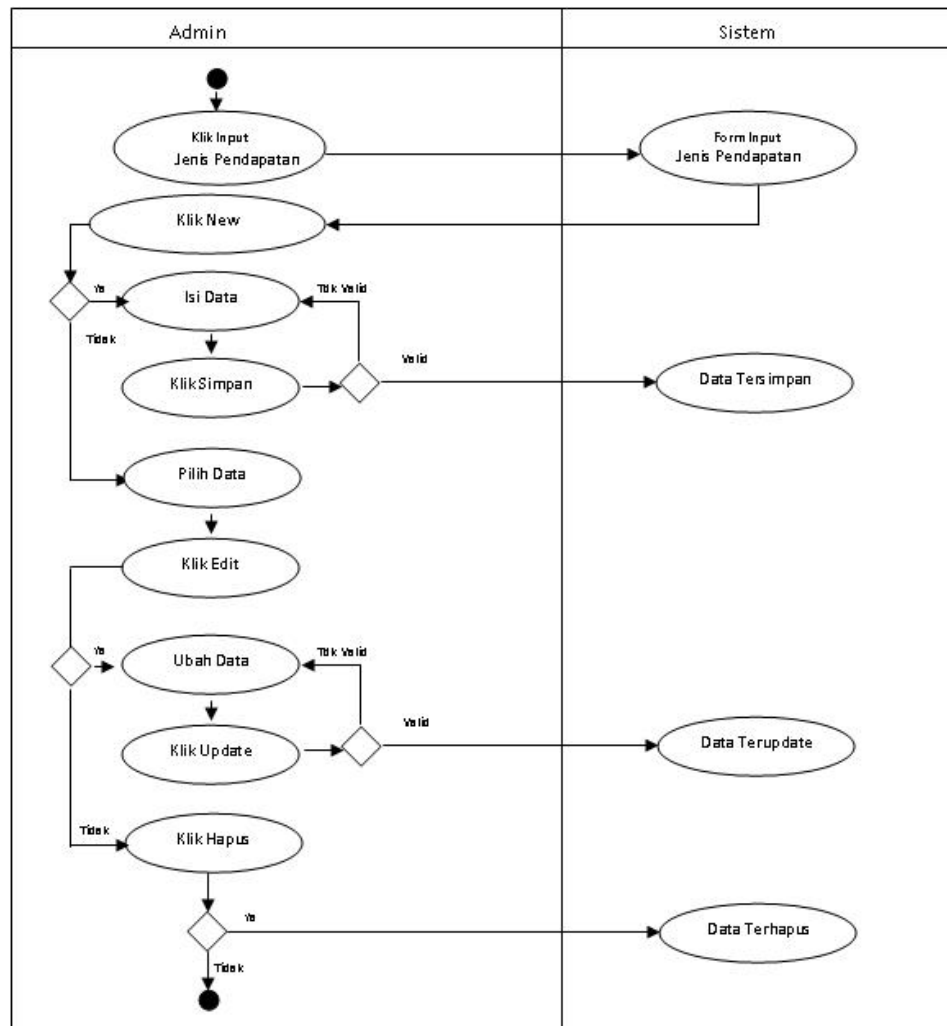 Admin
Sistem
Klik Input
Jenis Pendapatan
Form Input
Jenis Pendapatan
Klik New
Ya
Isi Data
Tdk Valid
Tidak
Klik Simpan
Valid
Data Tersimpan
Pilih Data
Klik Edit
Ya
Ubah Data
Tdk Valid
Klik Update
Valid
Data Terupdate
Tidak
Klik Hapus
Ya
Data Terhapus
Tidak